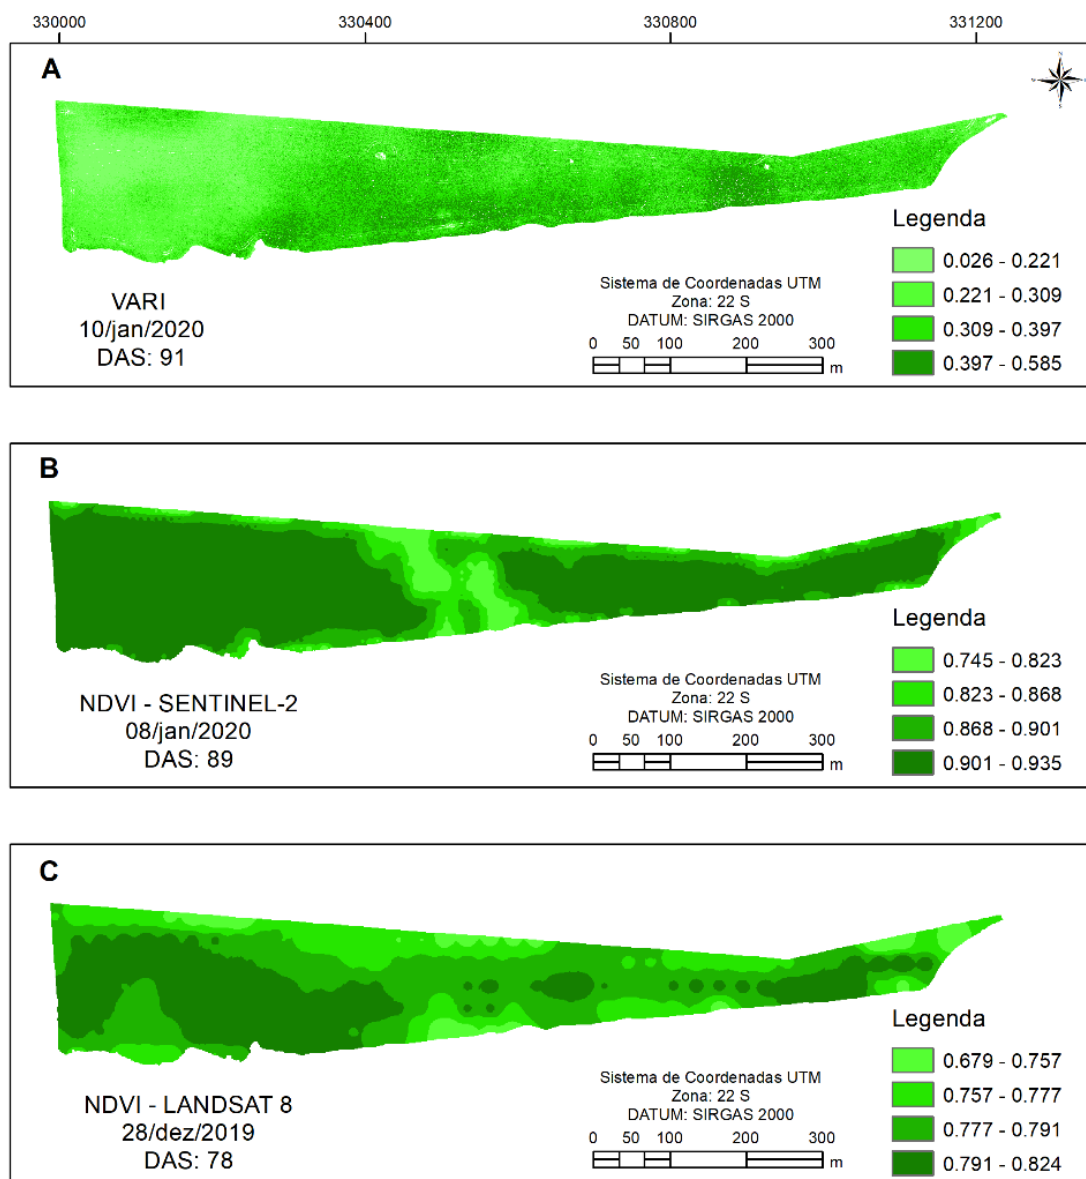 330000 330400 330800 331200
A
Legenda
0.026 - 0.221
0.221 - 0.309
0.309 - 0.397
0.397 - 0.585
VARI
10/jan/2020
DAS: 91
Sistema de Coordenadas UTM
Zona: 22 S
DATUM: SIRGAS 2000
0 50 100 200 300
m
B
Legenda
0.745 - 0.823
0.823 - 0.868
0.868 - 0.901
0.901 - 0.935
NDVI - SENTINEL-2
08/jan/2020
DAS: 89
Sistema de Coordenadas UTM
Zona: 22 S
DATUM: SIRGAS 2000
0 50 100 200 300
m
C
Legenda
0.679 - 0.757
0.757 - 0.777
0.777 - 0.791
0.791 - 0.824
NDVI - LANDSAT 8
28/dez/2019
DAS: 78
Sistema de Coordenadas UTM
Zona: 22 S
DATUM: SIRGAS 2000
0 50 100 200 300
m